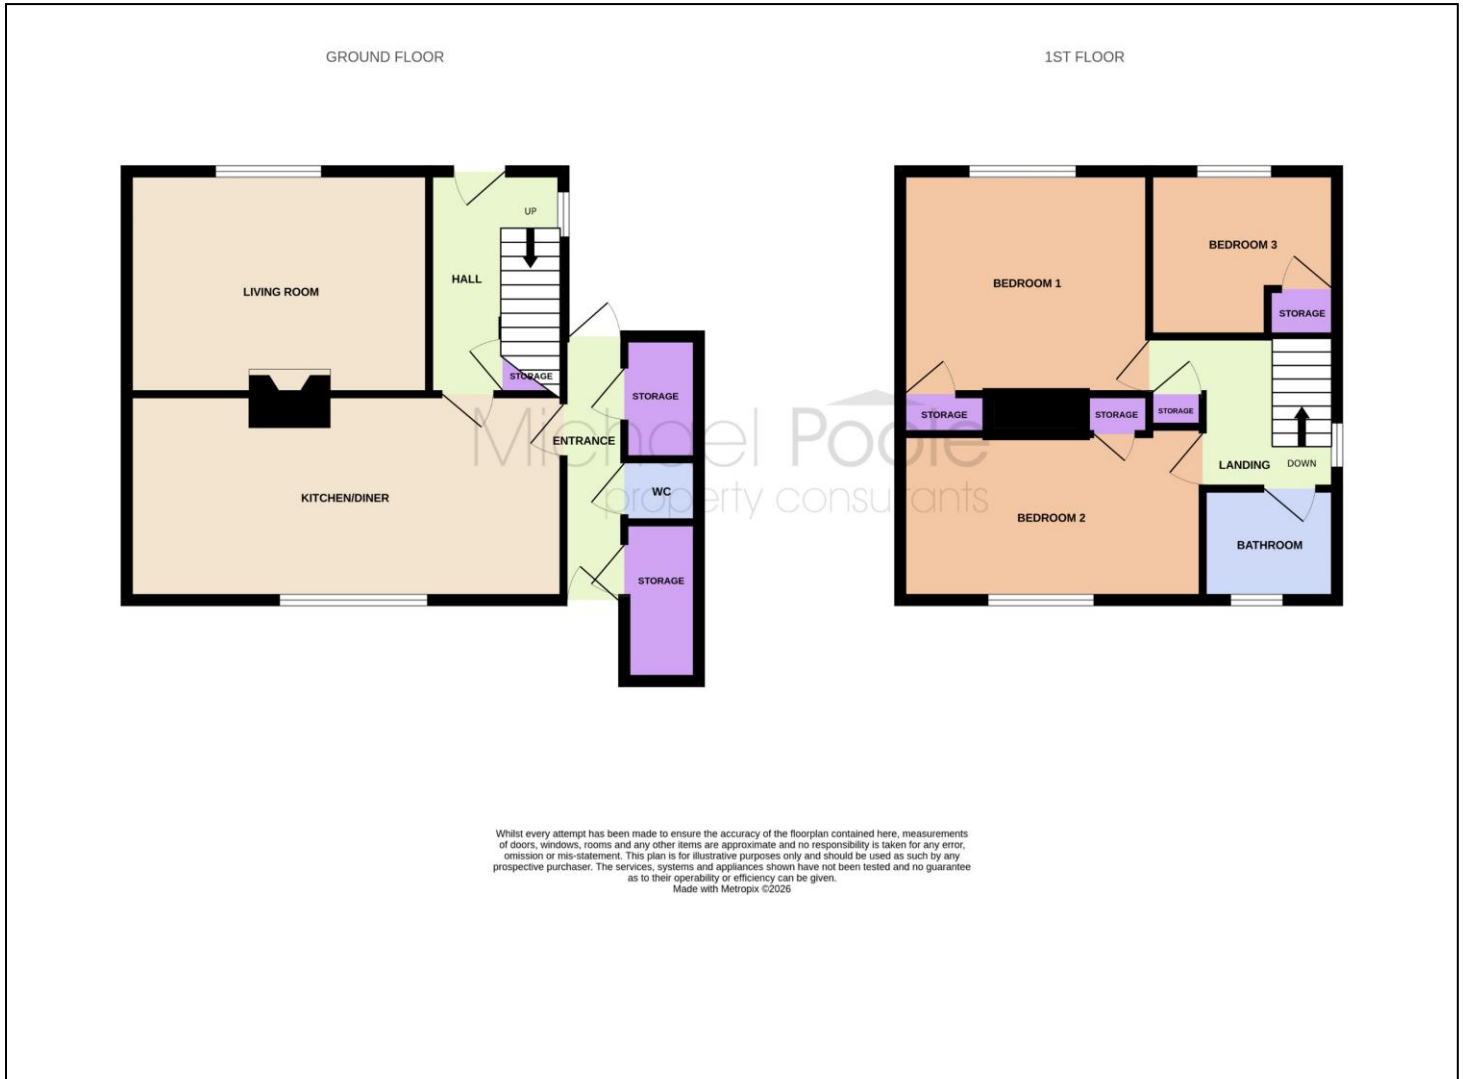 GROUND FLOOR
1ST FLOOR
UP
HALL
LIVING ROOM
STORAGE
STORAGE
ENTRANCE
WC
KITCHEN/DINER
STORAGE
BEDROOM 3
BEDROOM 1
STORAGE
STORAGE
STORAGE
STORAGE
LANDING
DOWN
BEDROOM 2
BATHROOM
Michael Poole
property consultants
Whilst every attempt has been made to ensure the accuracy of the floorplan contained here, measurements
of doors, windows, rooms and any other items are approximate and no responsibility is taken for any error,
omission or mis-statement. This plan is for illustrative purposes only and should be used as such by any
prospective purchaser. The services, systems and appliances shown have not been tested and no guarantee
as to their operability or efficiency can be given.
Made with Metropix ©2026